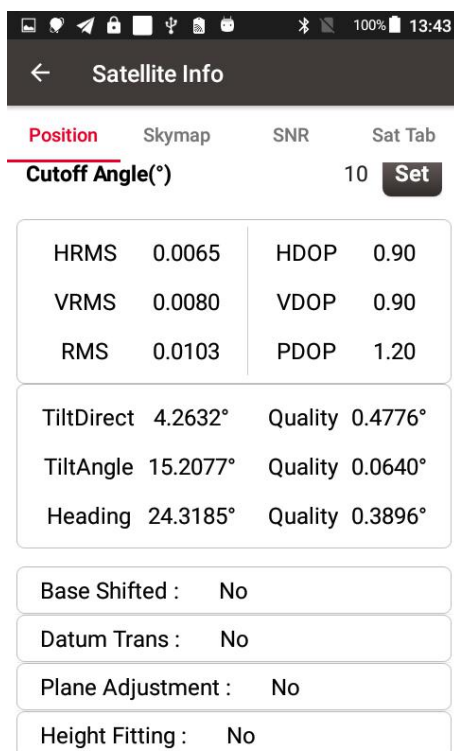 100% 13:43
Satellite Info
Position Skymap SNR Sat Tab
Cutoff Angle(°) 10 Set
HRMS 0.0065 HDOP 0.90
VRMS 0.0080 VDOP 0.90
RMS 0.0103 PDOP 1.20
TiltDirect 4.2632° Quality 0.4776°
TiltAngle 15.2077° Quality 0.0640°
Heading 24.3185° Quality 0.3896°
Base Shifted : No
Datum Trans : No
Plane Adjustment : No
Height Fitting : No